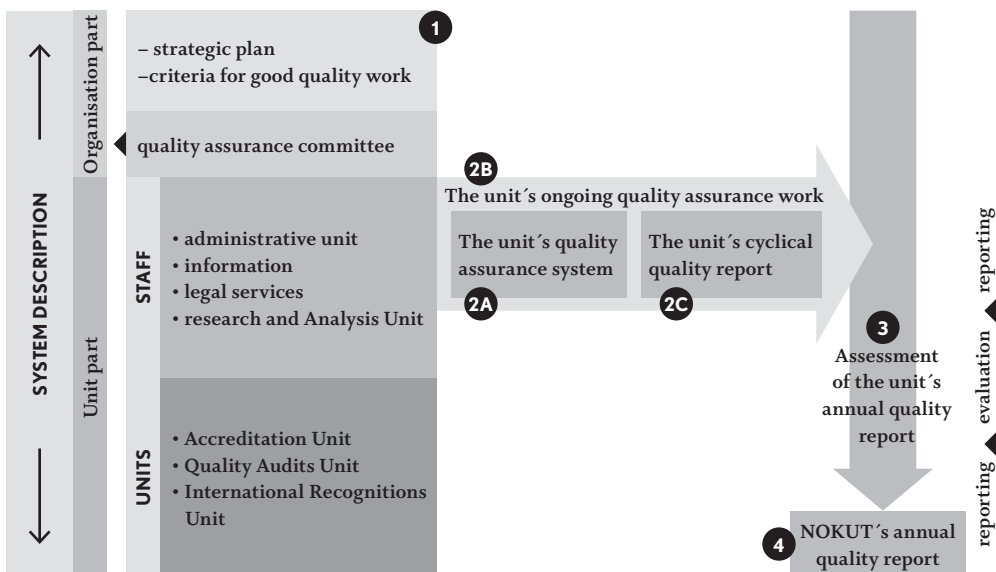 SYSTEM DESCRIPTION
Organisation part
Unit part
1
– strategic plan
–criteria for good quality work
quality assurance committee
STAFF
• administrative unit
• information
• legal services
• research and Analysis Unit
UNITS
• Accreditation Unit
• Quality Audits Unit
• International Recognitions
Unit
2B
The unit´s ongoing quality assurance work
The unit´s quality
assurance system
2A
The unit´s cyclical
quality report
2C
3
Assessment
of the unit´s
annual quality
report
4
NOKUT´s annual
quality report
reporting
evaluation
reporting